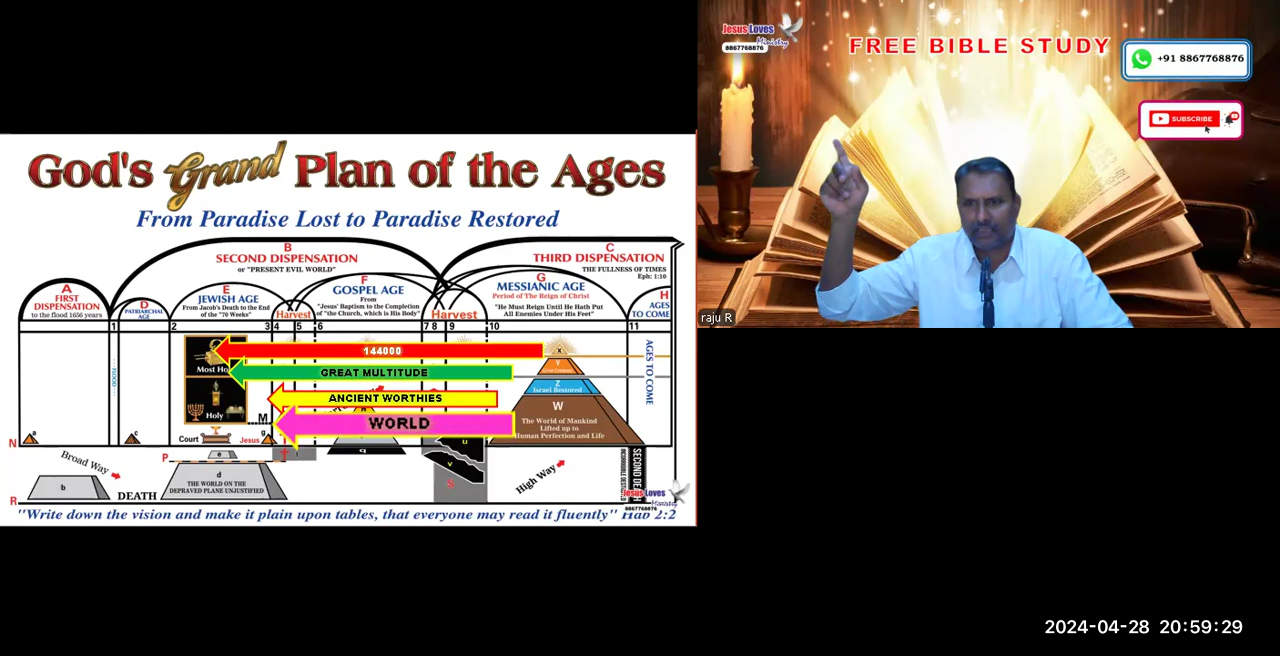 God's Grand Plan of the Ages
From Paradise Lost to Paradise Restored
A
FIRST
DISPENSATION
to the flood 1656 years
B
SECOND DISPENSATION
or "PRESENT EVIL WORLD"
C
THIRD DISPENSATION
THE FULLNESS OF TIMES
Eph: 1:10
D
PATRIARCHAL
AGE
E
JEWISH AGE
From Jacob's Death to the End
of the "70 Weeks"
Harvest
F
GOSPEL AGE
From
"Jesus' Baptism to the Completion
of "the Church, which is His Body"
Harvest
G
MESSIANIC AGE
Period of The Reign of Christ
"He Must Reign Until He Hath Put
All Enemies Under His Feet"
H
AGES
TO COME
1 2 3 4 5 6 7 8 9 10 11
FLOOD
Most Ho
Holy
Court
M
Jesus
144000
GREAT MULTITUDE
ANCIENT WORTHIES
WORLD
x
Y
Z
Israel Restored
W
The World of Mankind
Lifted up to
Human Perfection and Life
AGES TO COME
N
a
c
g
e
P
Broad Way
b
DEATH
d
THE WORLD ON THE
DEPRAVED PLANE UNJUSTIFIED
q
u
v
High Way
SECOND DEATH
R
Jesus Loves
Ministry
8867768876
"Write down the vision and make it plain upon tables, that everyone may read it fluently" Hab 2:2
Jesus Loves
Ministry
8867768876
FREE BIBLE STUDY
+91 8867768876
SUBSCRIBE
raju R
2024-04-28 20:59:29